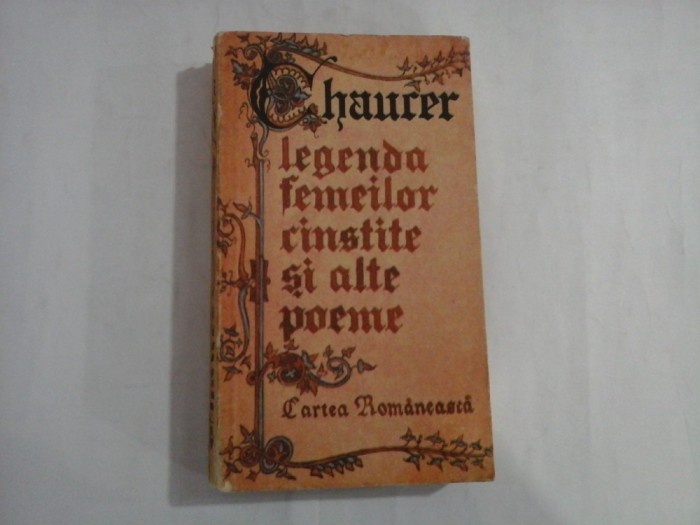 Chaucer
legenda
femeilor
cinstite
și alte
poeme
Cartea Românească